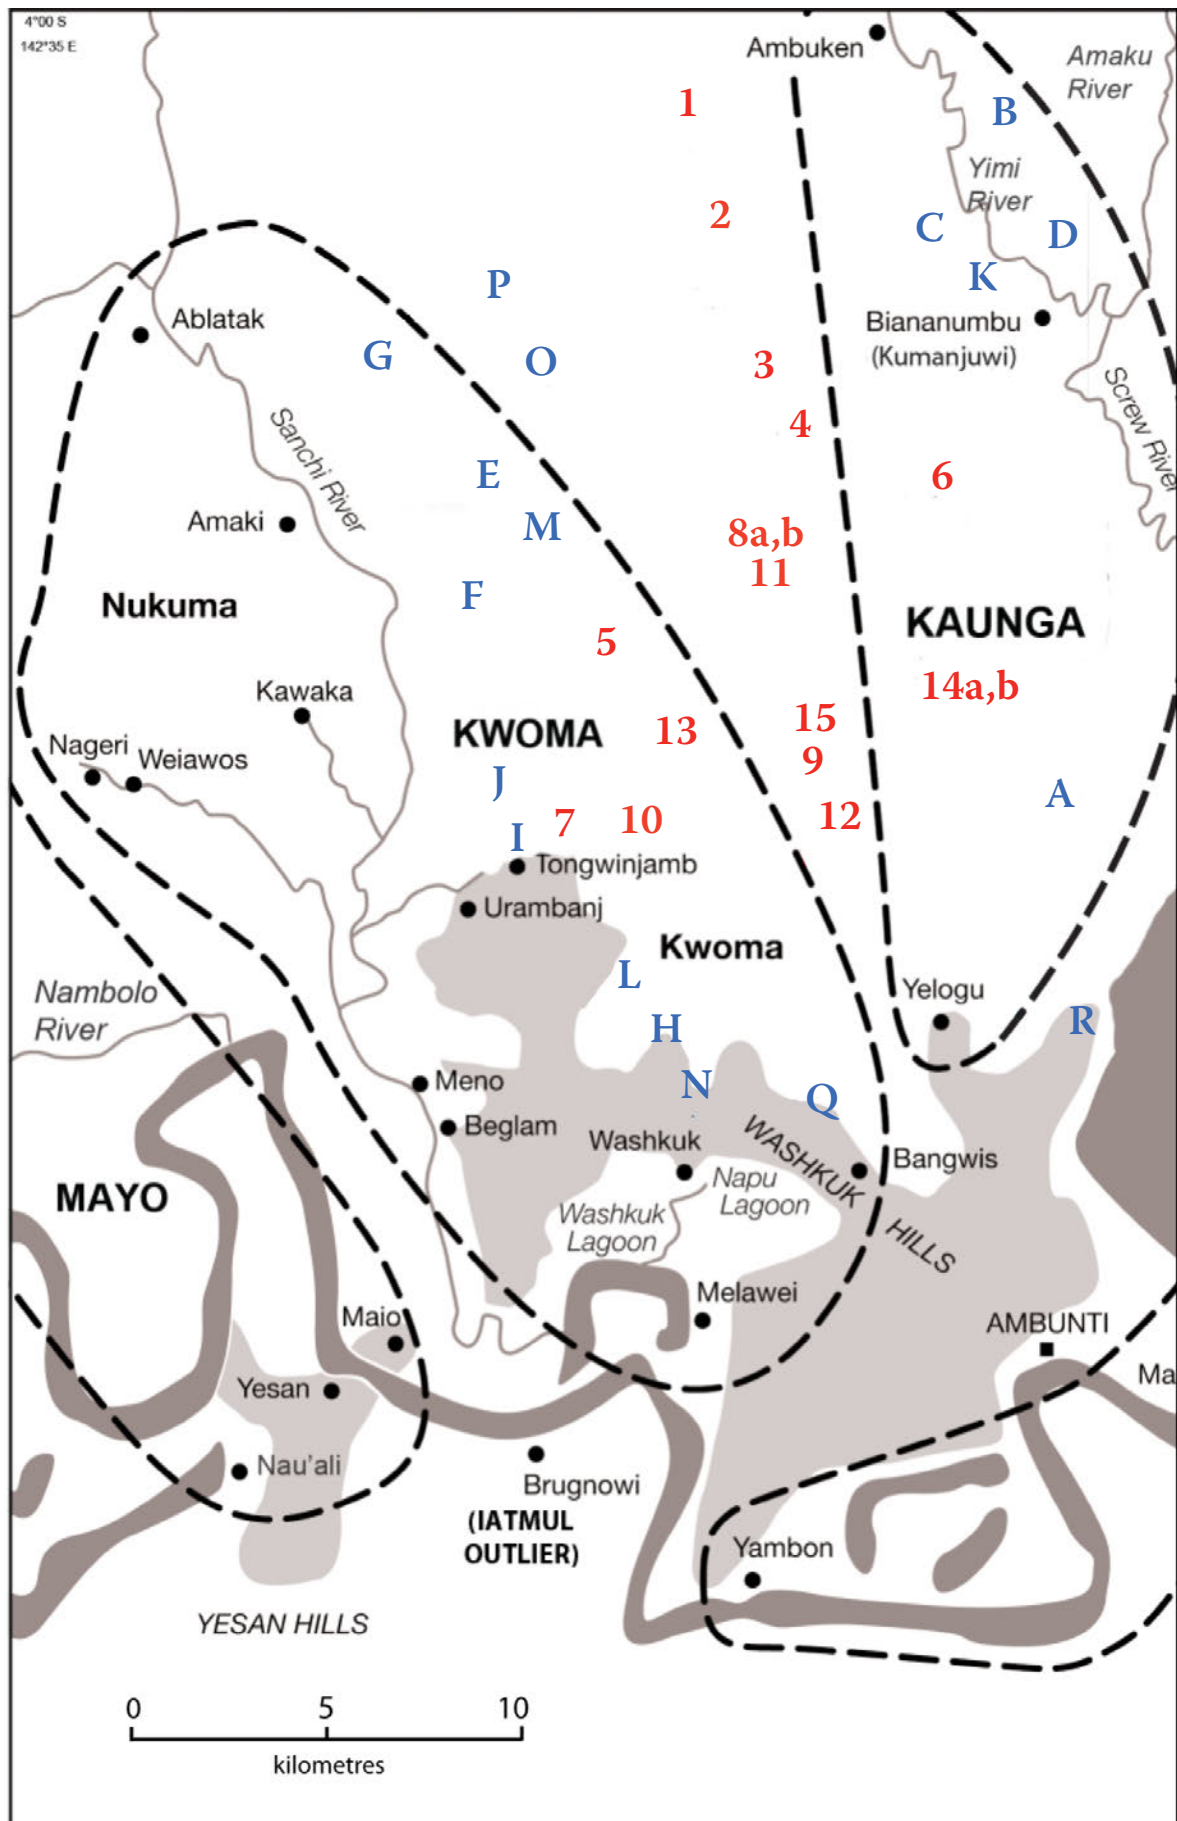 4°00 S
142°35 E
Ambuken
Amaku
River
1
B
Yimi
River
2
C
D
K
P
Ablatak
Biananumbu
(Kumanjuwi)
G
O
3
Screw River
Sanchi River
4
E
6
Amaki
M
8a,b
11
Nukuma
F
KAUNGA
5
14a,b
Kawaka
15
KWOMA
13
Nageri
Weiawos
9
J
A
7
10
12
I
Tongwinjamb
Urambanj
Kwoma
L
Nambolo
River
Yelogu
R
H
Meno
N
Q
Beglam
Washkuk
WASHKUK
HILLS
Bangwis
MAYO
Napu
Lagoon
Washkuk
Lagoon
Melawei
Maio
AMBUNTI
Ma
Yesan
Nau'ali
Brugnowi
(IATMUL
OUTLIER)
Yambon
YESAN HILLS
0 5 10
kilometres